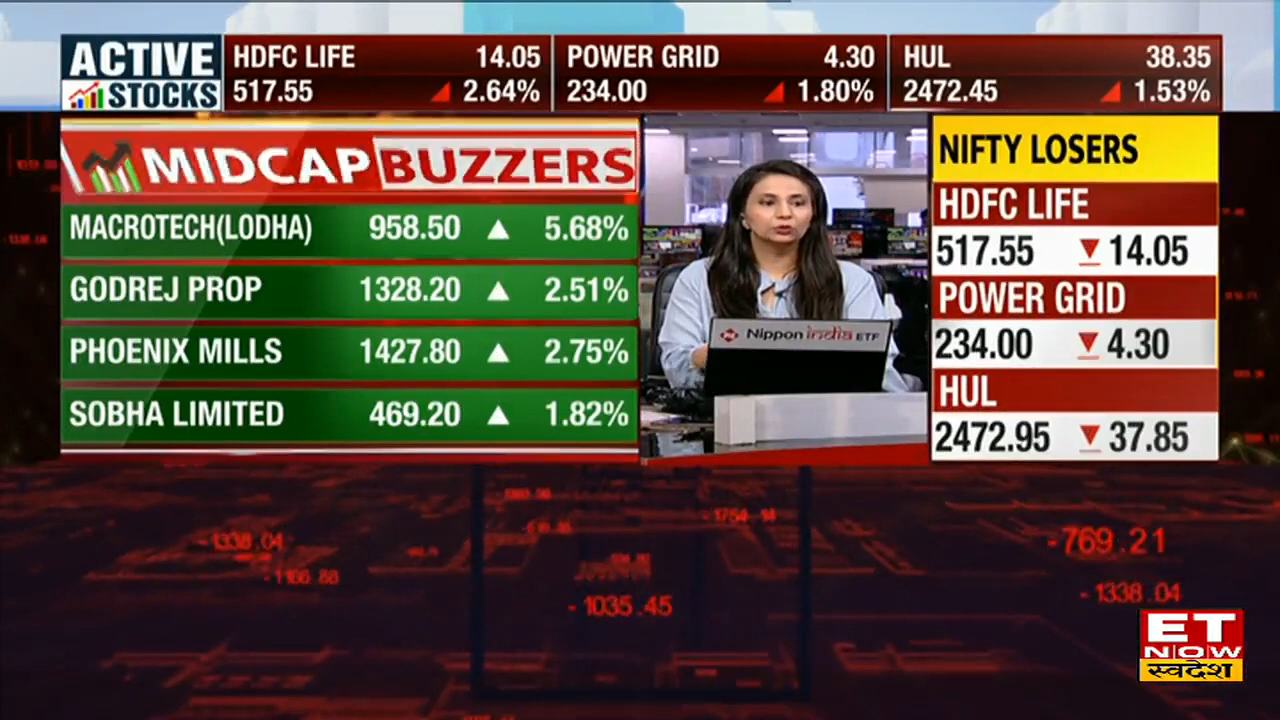 ACTIVE STOCKS
HDFC LIFE 14.05
517.55 2.64%
POWER GRID 4.30
234.00 1.80%
HUL 38.35
2472.45 1.53%
MIDCAP BUZZERS
MACROTECH(LODHA) 958.50 ▲ 5.68%
GODREJ PROP 1328.20 ▲ 2.51%
PHOENIX MILLS 1427.80 ▲ 2.75%
SOBHA LIMITED 469.20 ▲ 1.82%
Nippon india ETF
NIFTY LOSERS
HDFC LIFE
517.55 ▼ 14.05
POWER GRID
234.00 ▼ 4.30
HUL
2472.95 ▼ 37.85
-1338.04
-1035.45
-769.21
-1338.04
ET
NOW
स्वदेश